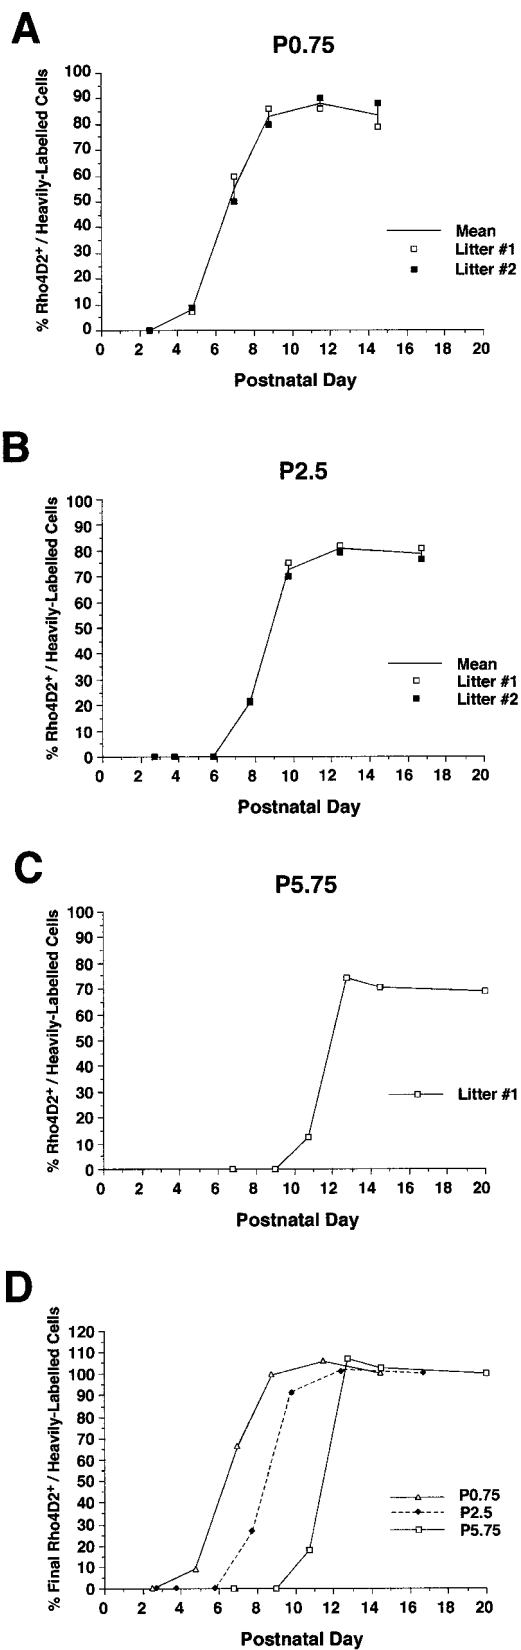 A
P0.75
% Rho4D2+ / Heavily-Labelled Cells
100
90
80
70
60
50
40
30
20
10
0
0 2 4 6 8 10 12 14 16 18 20
Postnatal Day
Mean
Litter #1
Litter #2
B
P2.5
% Rho4D2+ / Heavily-Labelled Cells
100
90
80
70
60
50
40
30
20
10
0
0 2 4 6 8 10 12 14 16 18 20
Postnatal Day
Mean
Litter #1
Litter #2
C
P5.75
% Rho4D2+ / Heavily-Labelled Cells
100
90
80
70
60
50
40
30
20
10
0
0 2 4 6 8 10 12 14 16 18 20
Postnatal Day
Litter #1
D
% Final Rho4D2+ / Heavily-Labelled Cells
120
110
100
90
80
70
60
50
40
30
20
10
0
0 2 4 6 8 10 12 14 16 18 20
Postnatal Day
P0.75
P2.5
P5.75